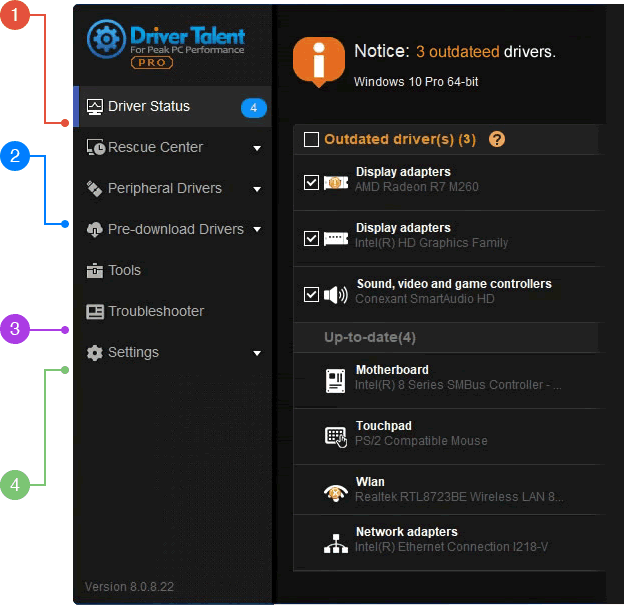 1
2
3
4
Driver Talent
For Peak PC Performance
PRO
Driver Status 4
Rescue Center
Peripheral Drivers
Pre-download Drivers
Tools
Troubleshooter
Settings
Version 8.0.8.22
Notice: 3 outdateed drivers.
Windows 10 Pro 64-bit
Outdated driver(s) (3) ?
Display adapters
AMD Radeon R7 M260
Display adapters
Intel(R) HD Graphics Family
Sound, video and game controllers
Conexant SmartAudio HD
Up-to-date(4)
Motherboard
Intel(R) 8 Series SMBus Controller - ...
Touchpad
PS/2 Compatible Mouse
Wlan
Realtek RTL8723BE Wireless LAN 8...
Network adapters
Intel(R) Ethernet Connection I218-V